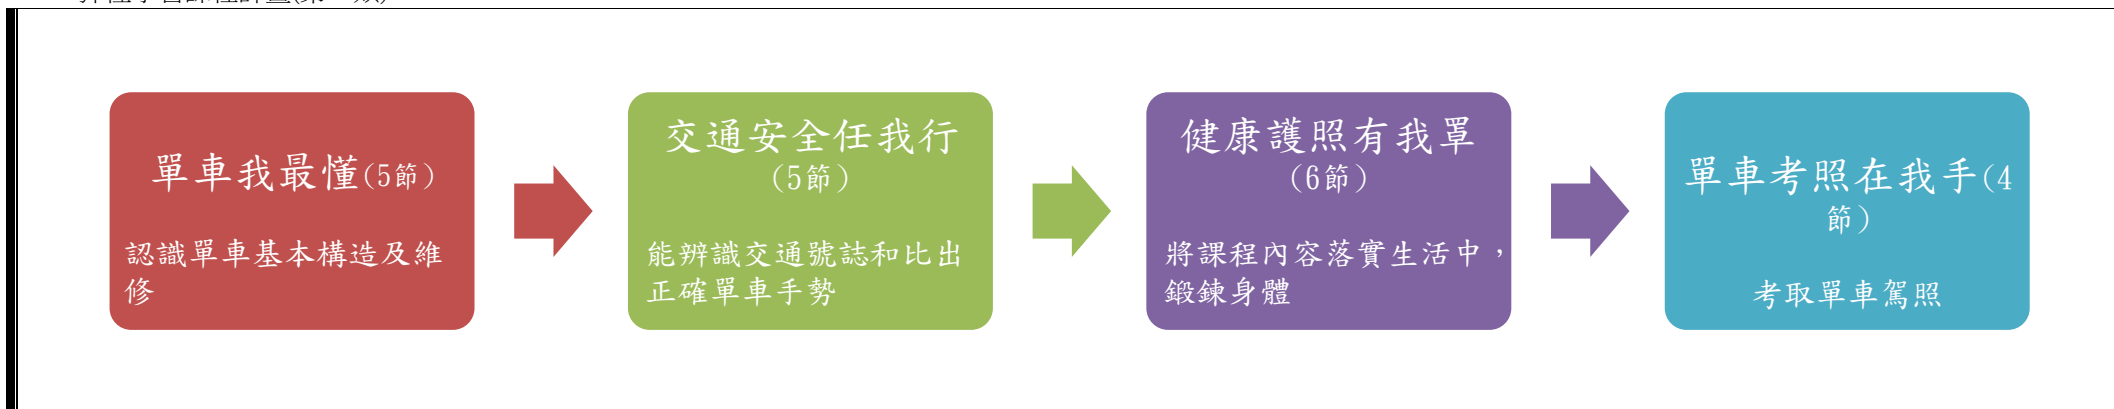 單車我最懂(5節)
認識單車基本構造及維
修
交通安全任我行
(5節)
能辨識交通號誌和比出
正確單車手勢
健康護照有我罩
(6節)
將課程內容落實生活中，
鍛鍊身體
單車考照在我手(4
節)
考取單車駕照